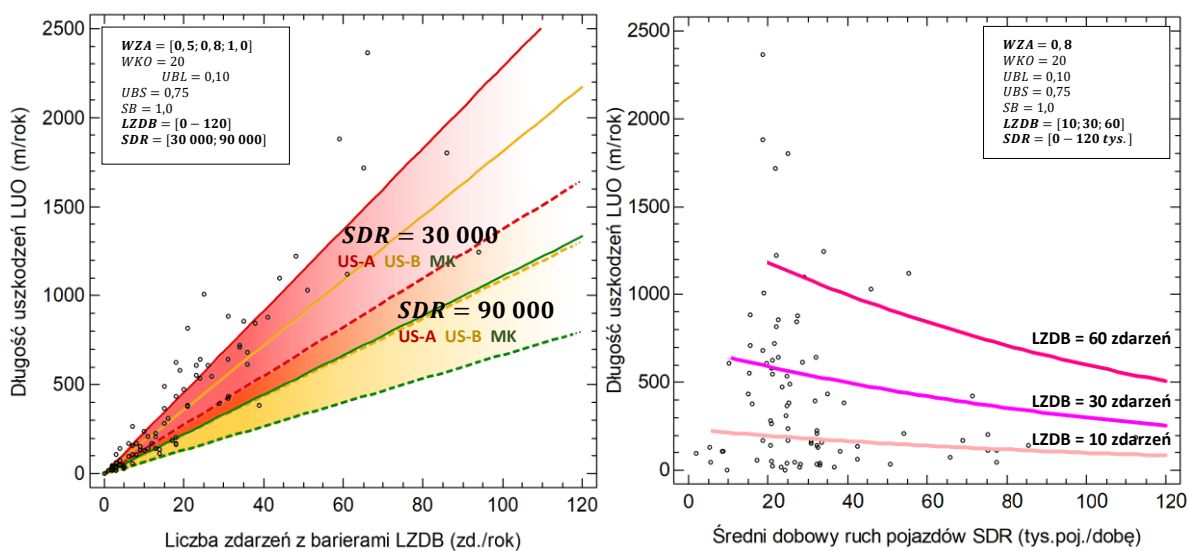 2500
2000
1500
1000
500
0
Długość uszkodzeń LUO (m/rok)
WZA = [0,5; 0,8; 1,0]
WKO = 20
UBL = 0,10
UBS = 0,75
SB = 1,0
LZDB = [0 − 120]
SDR = [30 000; 90 000]
SDR = 30 000
US-A US-B MK
SDR = 90 000
US-A US-B MK
0 20 40 60 80 100 120
Liczba zdarzeń z barierami LZDB (zd./rok)
2500
2000
1500
1000
500
0
Długość uszkodzeń LUO (m/rok)
WZA = 0,8
WKO = 20
UBL = 0,10
UBS = 0,75
SB = 1,0
LZDB = [10; 30; 60]
SDR = [0 − 120 tys.]
LZDB = 60 zdarzeń
LZDB = 30 zdarzeń
LZDB = 10 zdarzeń
0 20 40 60 80 100 120
Średni dobowy ruch pojazdów SDR (tys.poj./dobę)